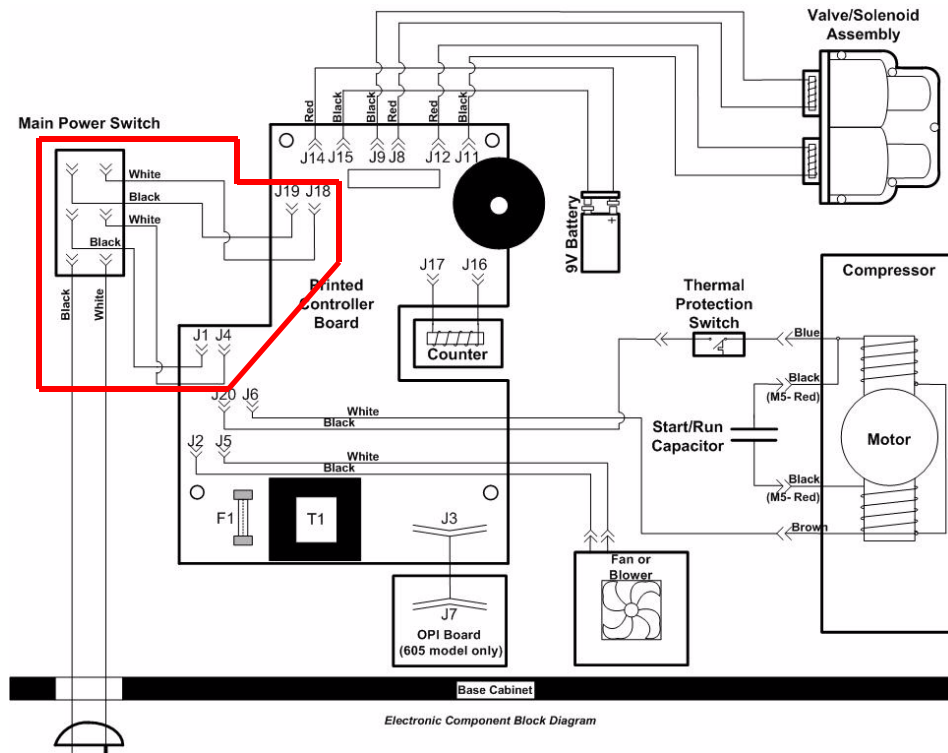 Valve/Solenoid
Assembly
Main Power Switch
Red
Black
Black
Red
Red
Black
J14
J15
J9
J8
J12
J11
White
Black
White
Black
J19
J18
9V Battery
+
J17
J16
Printed
Controller
Board
Counter
Thermal
Protection
Switch
Compressor
Blue
Black
(M5- Red)
Start/Run
Capacitor
Motor
Black
(M5- Red)
Brown
Black
White
J1
J4
J20
J6
White
Black
J2
J5
White
Black
F1
T1
J3
J7
OPI Board
(605 model only)
Fan or
Blower
Base Cabinet
Electronic Component Block Diagram